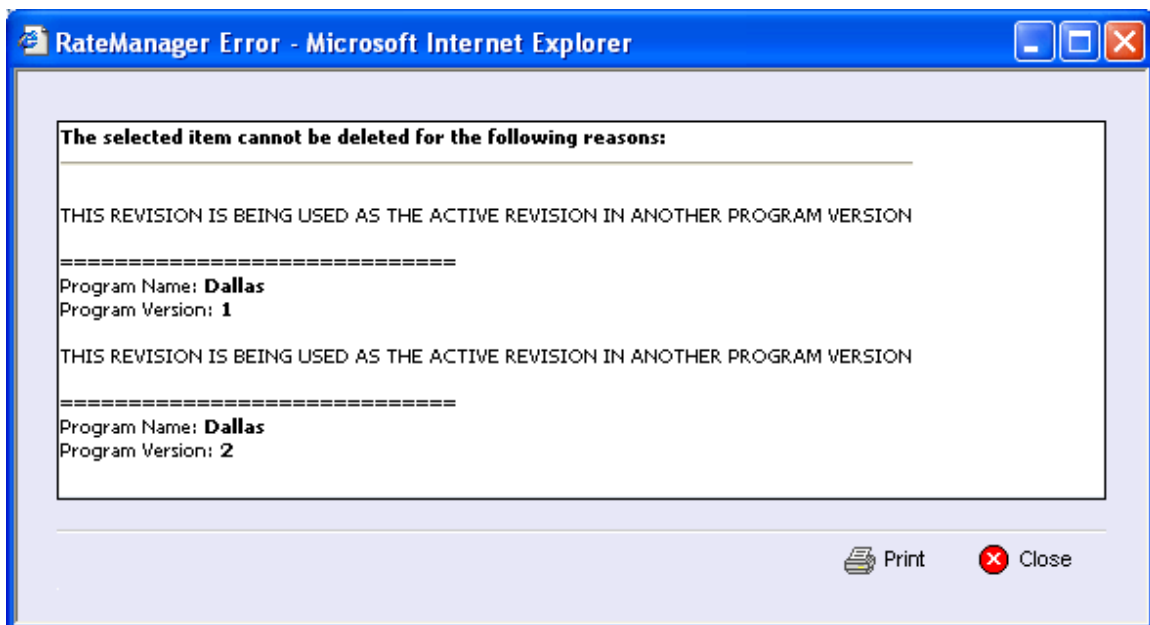 RateManager Error - Microsoft Internet Explorer
The selected item cannot be deleted for the following reasons:
THIS REVISION IS BEING USED AS THE ACTIVE REVISION IN ANOTHER PROGRAM VERSION
=============================
Program Name: Dallas
Program Version: 1
THIS REVISION IS BEING USED AS THE ACTIVE REVISION IN ANOTHER PROGRAM VERSION
=============================
Program Name: Dallas
Program Version: 2
Print
Close